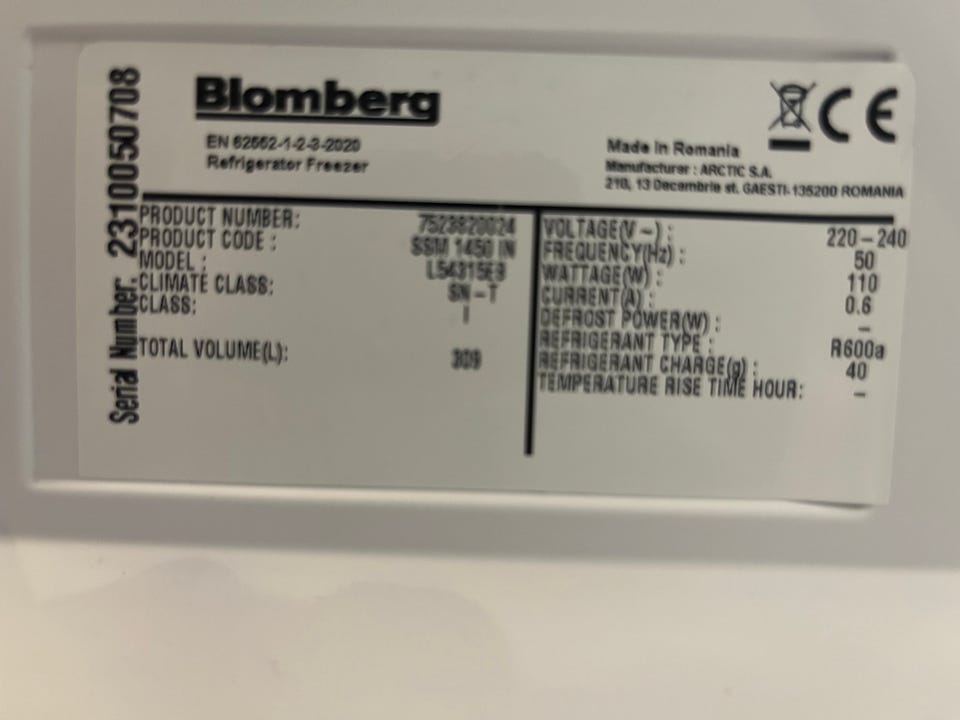 Blomberg
EN 62552-1-2-3-2020
Refrigerator Freezer
CE
Made in Romania
Manufacturer : ARCTIC S.A.
210, 13 Decembrie st. GAESTI-135200 ROMANIA
Serial Number. 2310050708
PRODUCT NUMBER:
PRODUCT CODE : SSM 1450 IN
MODEL :
CLIMATE CLASS: SN-T
CLASS: I
TOTAL VOLUME(L): 309
VOLTAGE(V ~) : 220-240
FREQUENCY(Hz) : 50
WATTAGE(W) : 110
CURRENT(A) : 0.6
DEFROST POWER(W) : -
REFRIGERANT TYPE : R600a
REFRIGERANT CHARGE(g) : 40
TEMPERATURE RISE TIME HOUR: -